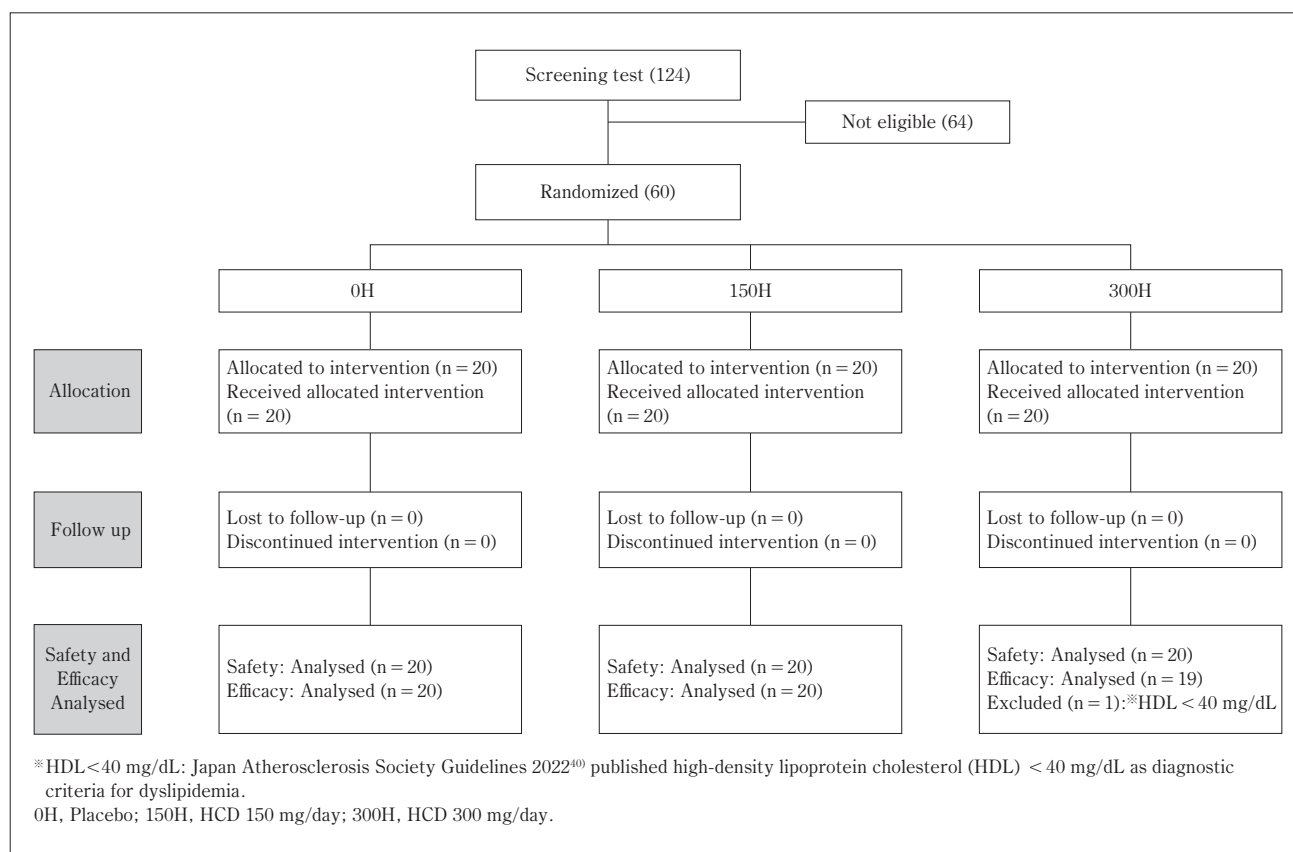 Screening test (124)
Not eligible (64)
Randomized (60)
0H
150H
300H
Allocation
Allocated to intervention (n = 20)
Received allocated intervention
(n = 20)
Allocated to intervention (n = 20)
Received allocated intervention
(n = 20)
Allocated to intervention (n = 20)
Received allocated intervention
(n = 20)
Follow up
Lost to follow-up (n = 0)
Discontinued intervention (n = 0)
Lost to follow-up (n = 0)
Discontinued intervention (n = 0)
Lost to follow-up (n = 0)
Discontinued intervention (n = 0)
Safety and
Efficacy
Analysed
Safety: Analysed (n = 20)
Efficacy: Analysed (n = 20)
Safety: Analysed (n = 20)
Efficacy: Analysed (n = 20)
Safety: Analysed (n = 20)
Efficacy: Analysed (n = 19)
Excluded (n = 1):※HDL < 40 mg/dL
※HDL<40 mg/dL: Japan Atherosclerosis Society Guidelines 2022⁴⁰⁾ published high-density lipoprotein cholesterol (HDL) <40 mg/dL as diagnostic
criteria for dyslipidemia.
0H, Placebo; 150H, HCD 150 mg/day; 300H, HCD 300 mg/day.